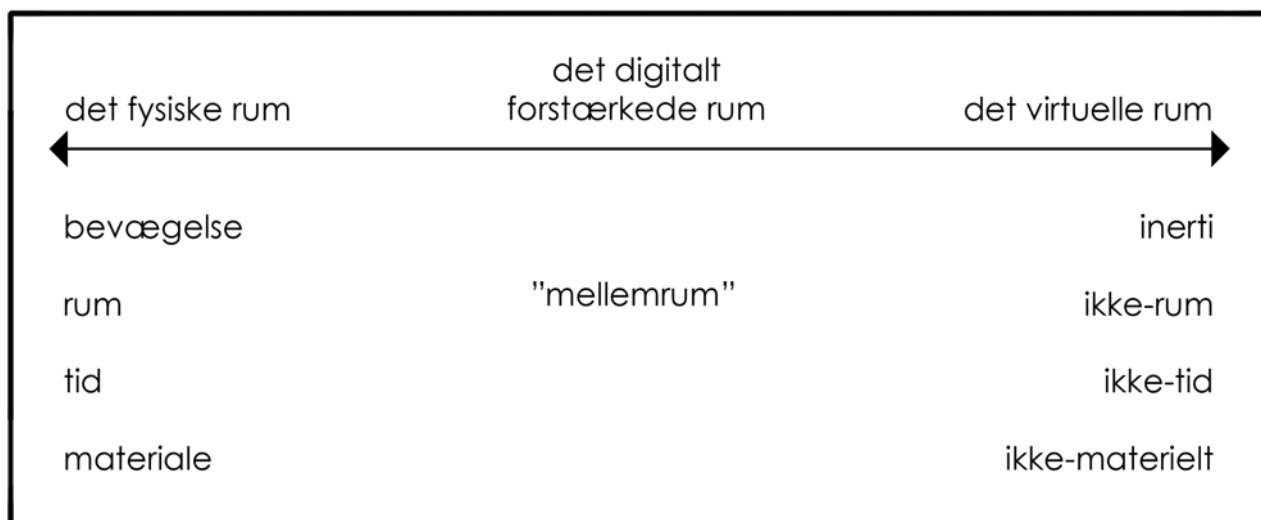 det digitalt
det fysiske rum forstærkede rum det virtuelle rum
bevægelse inerti
”mellemrum”
rum ikke-rum
tid ikke-tid
materiale ikke-materielt